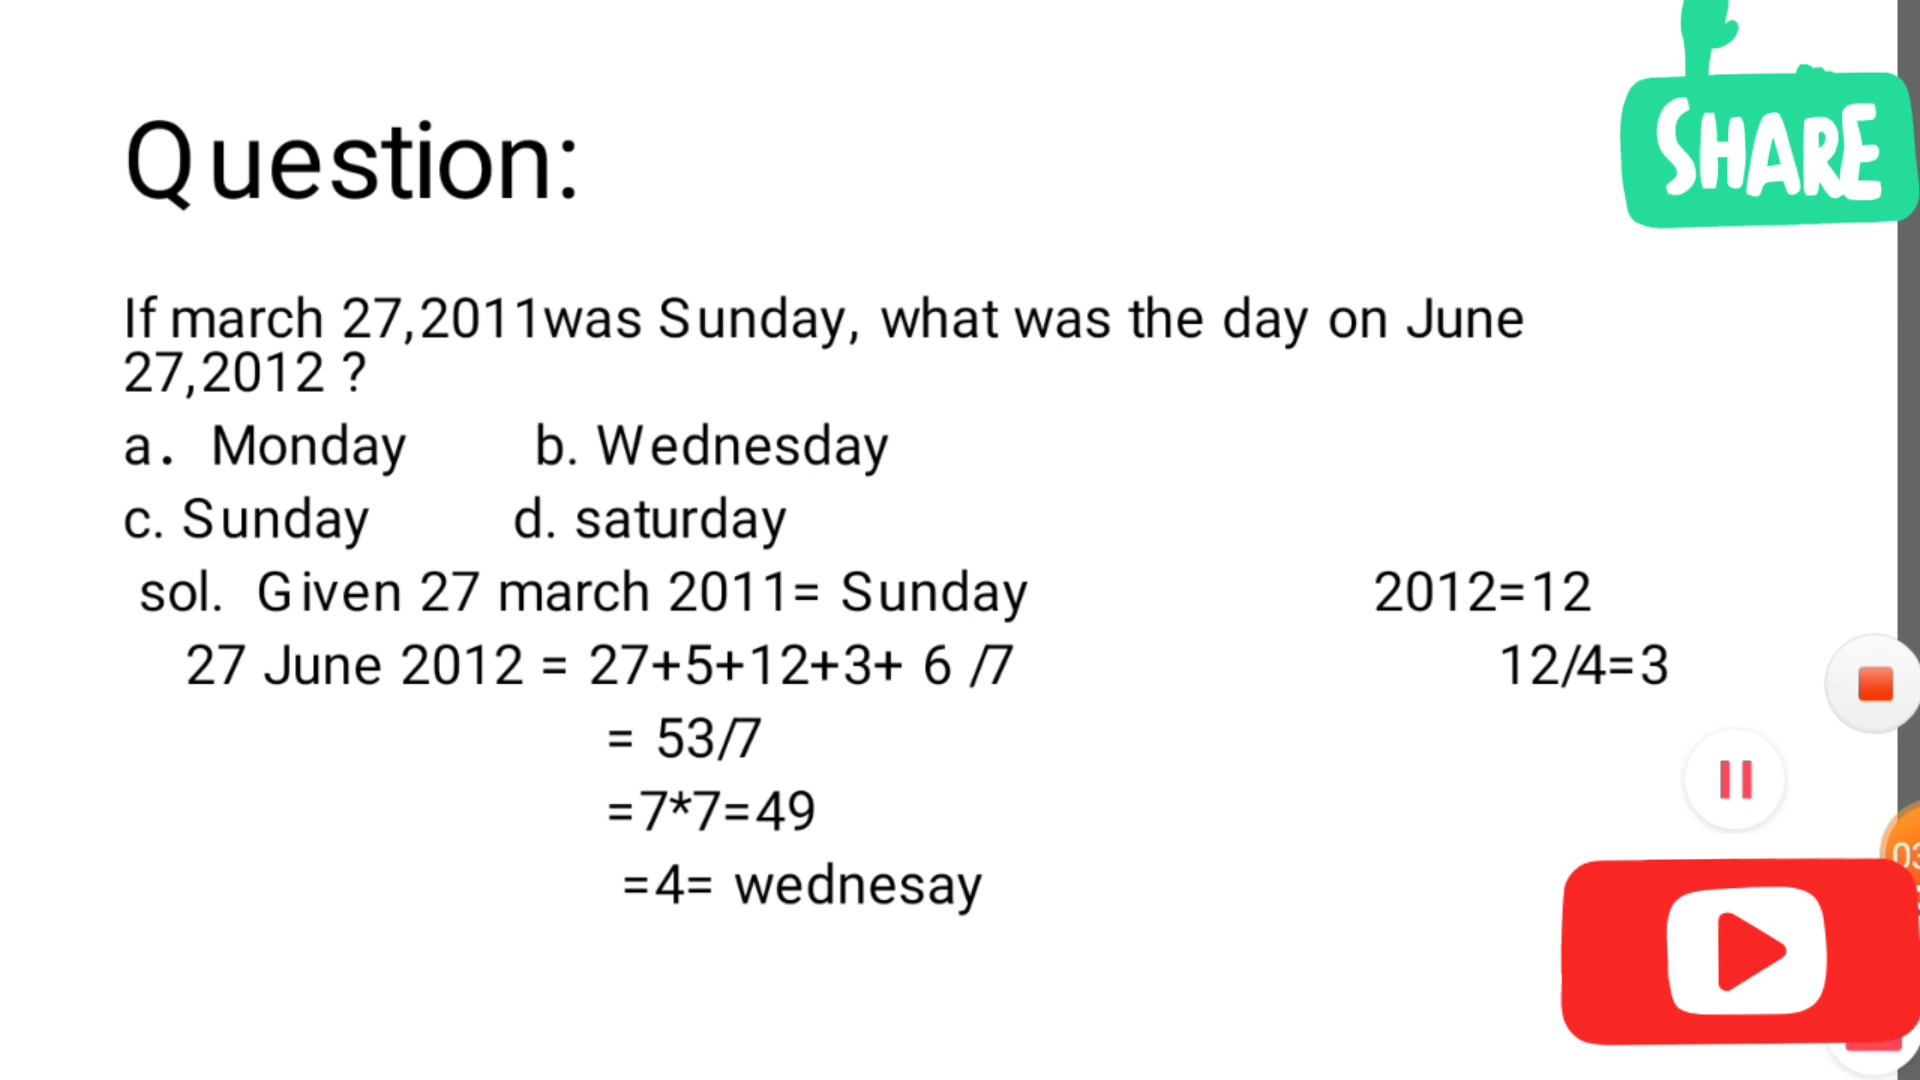 SHARE
Question:
If march 27,2011was Sunday, what was the day on June
27,2012 ?
a. Monday b. Wednesday
c. Sunday d. saturday
sol. Given 27 march 2011= Sunday 2012=12
27 June 2012 = 27+5+12+3+ 6 /7 12/4=3
= 53/7
=7*7=49
03
=4= wednesay